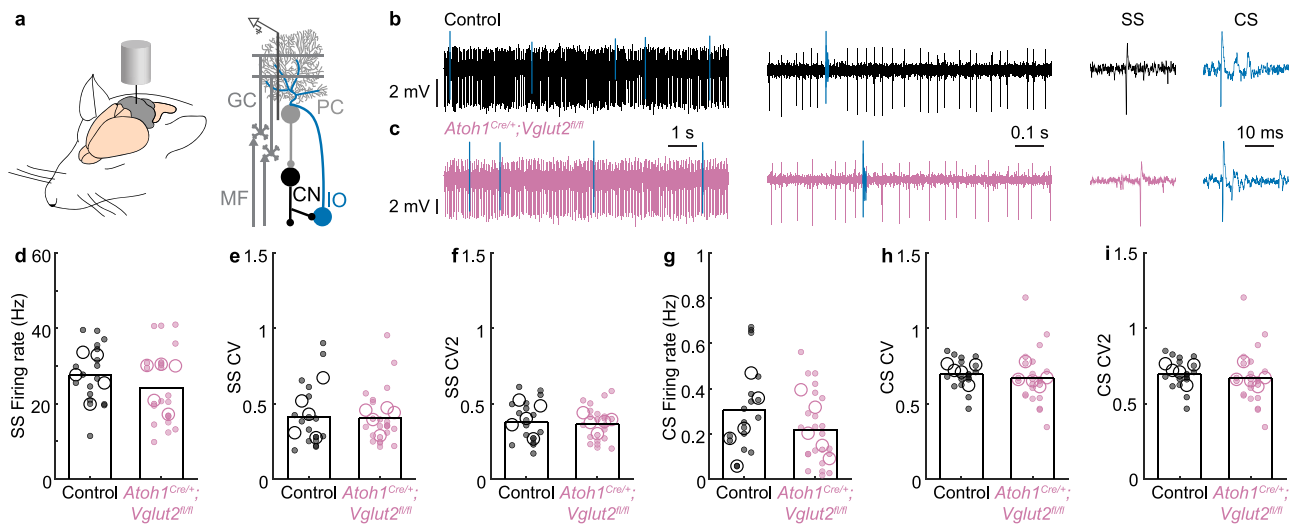 a
GC
PC
MF
CN
IO
b
Control
SS
CS
2 mV
c
Atoh1Cre/+;Vglut2fl/fl
1 s
0.1 s
10 ms
2 mV
d
SS Firing rate (Hz)
60
40
20
0
Control
Atoh1Cre/+;
Vglut2fl/fl
e
SS CV
1.5
1
0.5
0
Control
Atoh1Cre/+;
Vglut2fl/fl
f
SS CV2
1.5
1
0.5
0
Control
Atoh1Cre/+;
Vglut2fl/fl
g
CS Firing rate (Hz)
1
0.8
0.6
0.4
0.2
0
Control
Atoh1Cre/+;
Vglut2fl/fl
h
CS CV
1.5
1
0.5
0
Control
Atoh1Cre/+;
Vglut2fl/fl
i
CS CV2
1.5
1
0.5
0
Control
Atoh1Cre/+;
Vglut2fl/fl